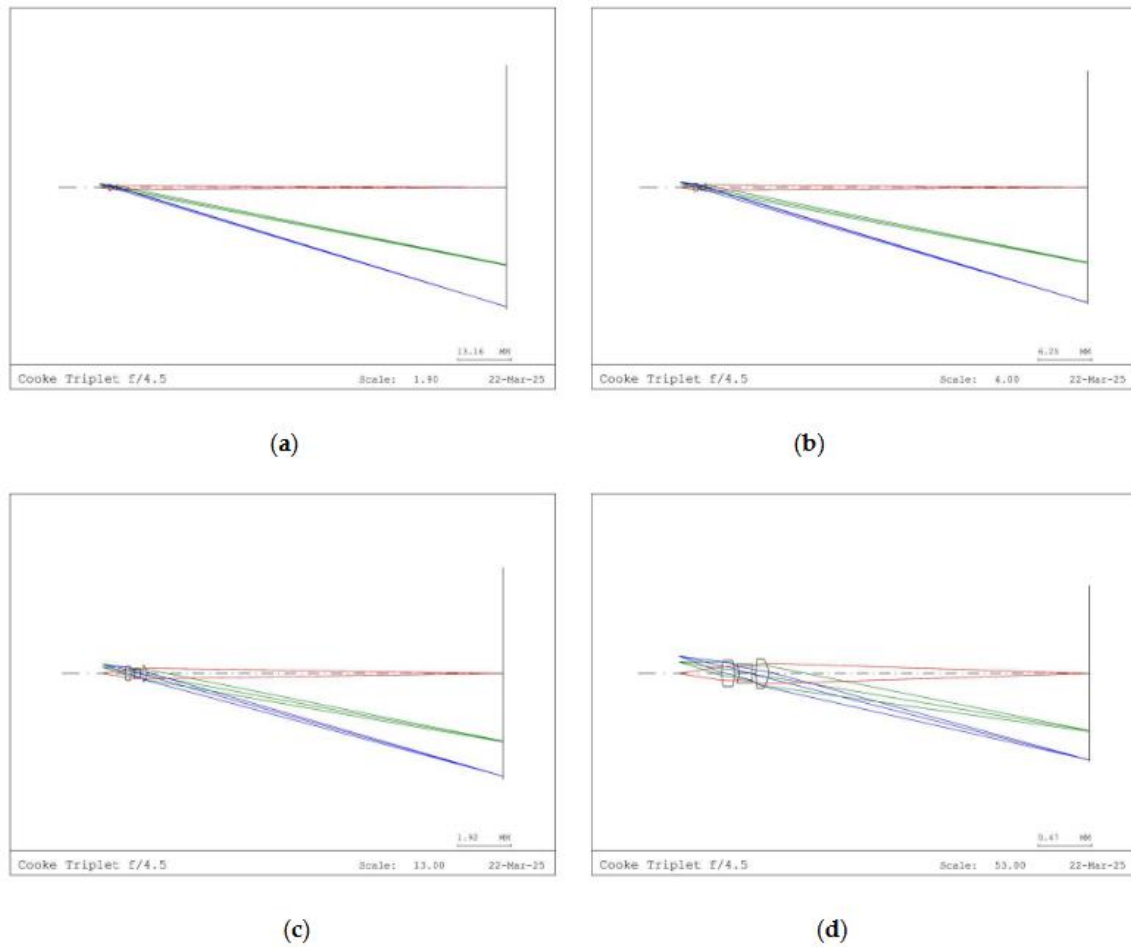 13.16 MM
Cooke Triplet f/4.5 Scale: 1.90 22-Mar-25
(a)
6.25 MM
Cooke Triplet f/4.5 Scale: 4.00 22-Mar-25
(b)
1.92 MM
Cooke Triplet f/4.5 Scale: 13.00 22-Mar-25
(c)
0.47 MM
Cooke Triplet f/4.5 Scale: 53.00 22-Mar-25
(d)